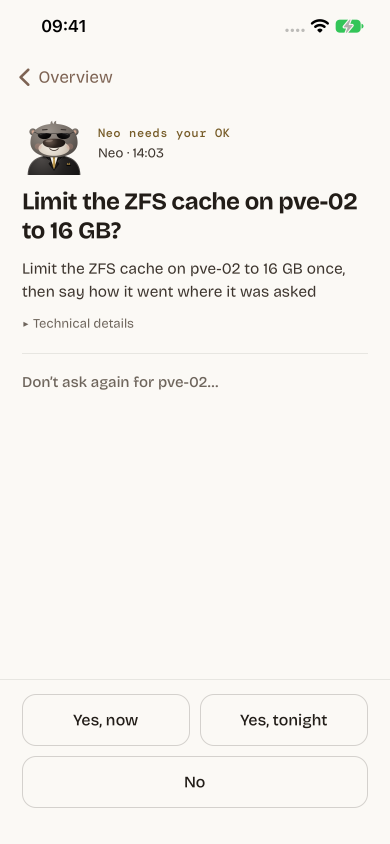 09:41
Overview
Neo needs your OK
Neo · 14:03
Limit the ZFS cache on pve-02
to 16 GB?
Limit the ZFS cache on pve-02 to 16 GB once,
then say how it went where it was asked
▸ Technical details
Don’t ask again for pve-02…
Yes, now
Yes, tonight
No